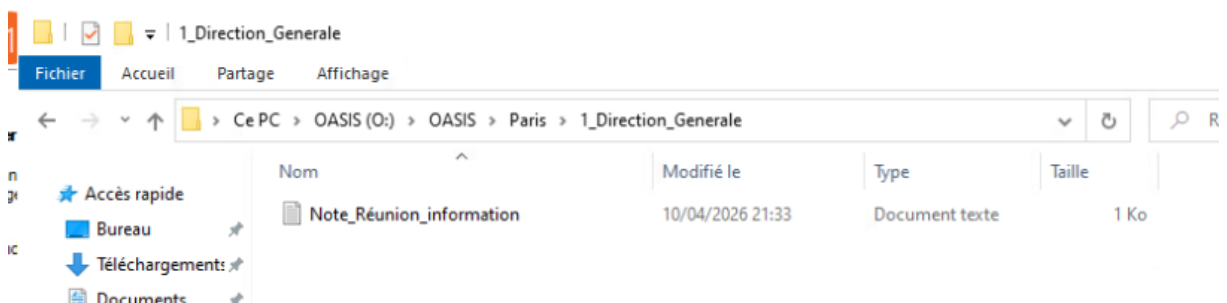 1_Direction_Generale
Fichier Accueil Partage Affichage
Ce PC > OASIS (O:) > OASIS > Paris > 1_Direction_Generale
Nom Modifié le Type Taille
Accès rapide
Note_Réunion_information 10/04/2026 21:33 Document texte 1 Ko
Bureau
Téléchargements
Documents